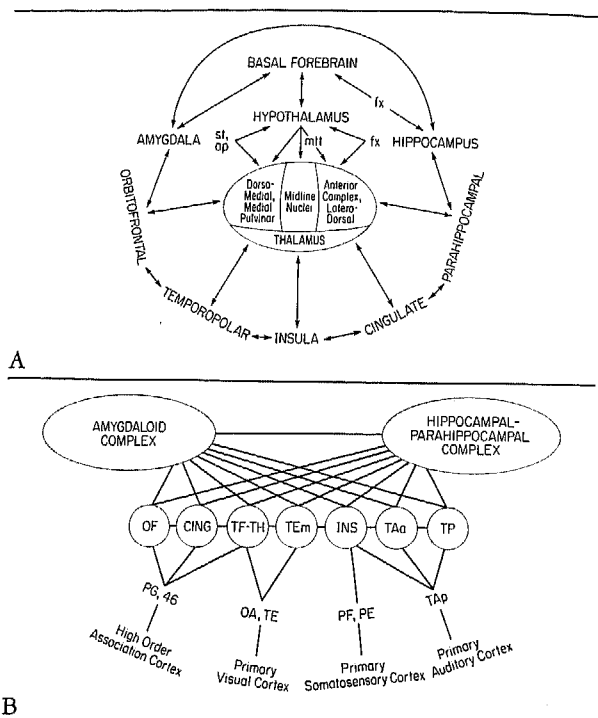 BASAL FOREBRAIN
fx
HYPOTHALAMUS
AMYGDALA
st,
ap
mtt
fx
HIPPOCAMPUS
Dorso-
Medial,
Medial
Pulvinar
Midline
Nuclei
Anterior
Complex,
Latero-
Dorsal
THALAMUS
ORBITOFRONTAL
PARAHIPPOCAMPAL
TEMPOROPOLAR
INSULA
CINGULATE
A
AMYGDALOID
COMPLEX
HIPPOCAMPAL-
PARAHIPPOCAMPAL
COMPLEX
OF
CING
TF-TH
TEm
INS
TAa
TP
PG, 46
OA, TE
PF, PE
TAp
High Order
Association Cortex
Primary
Visual Cortex
Primary
Somatosensory Cortex
Primary
Auditory Cortex
B